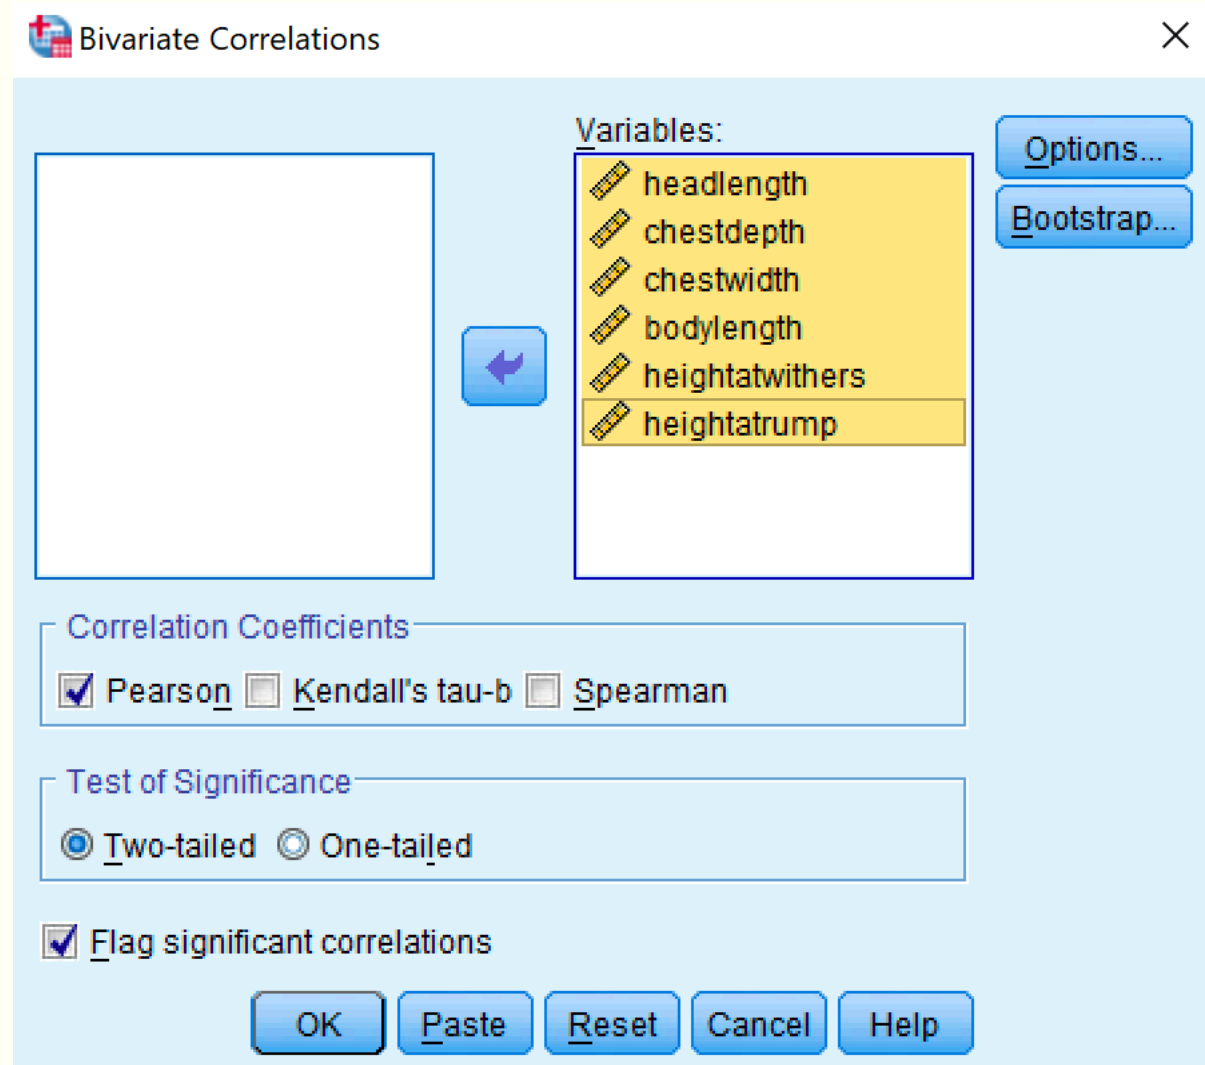 Bivariate Correlations
Variables:
headlength
chestdepth
chestwidth
bodylength
heightatwithers
heightatrump
Options...
Bootstrap...
Correlation Coefficients
Pearson Kendall's tau-b Spearman
Test of Significance
Two-tailed One-tailed
Flag significant correlations
OK Paste Reset Cancel Help